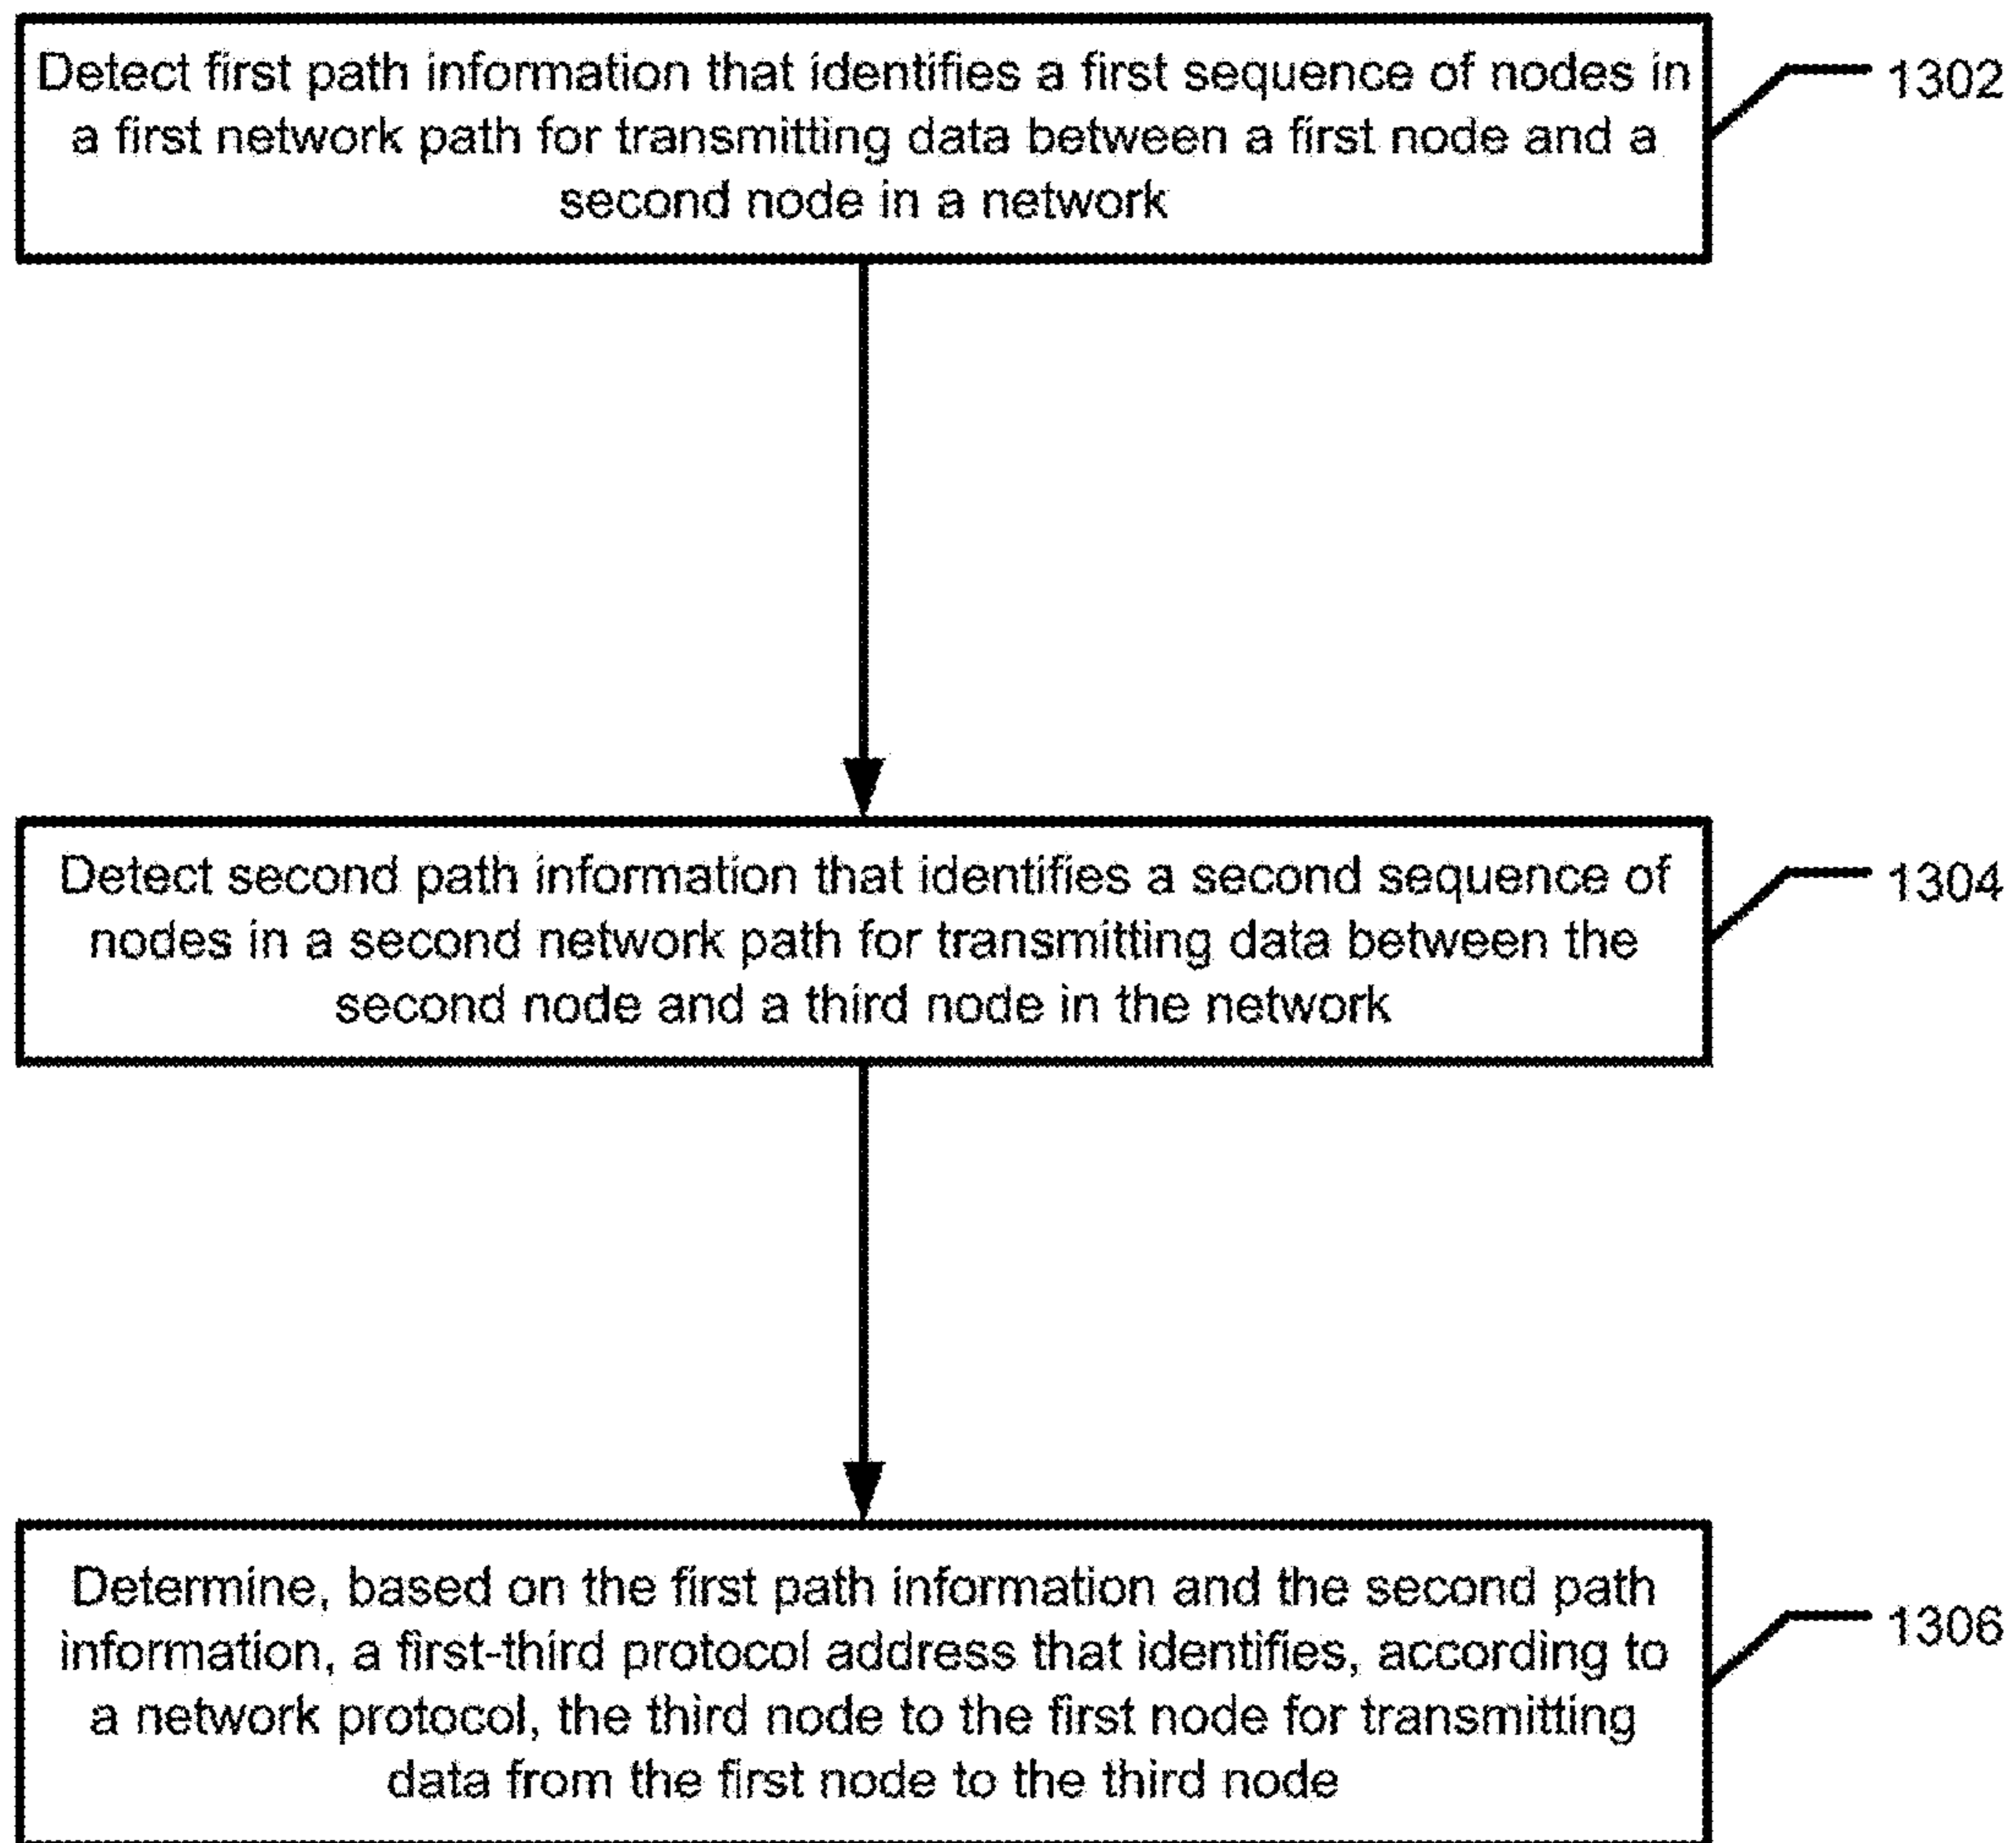 Detect first path information that identifies a first sequence of nodes in
a first network path for transmitting data between a first node and a
second node in a network
1302
Detect second path information that identifies a second sequence of
nodes in a second network path for transmitting data between the
second node and a third node in the network
1304
Determine, based on the first path information and the second path
information, a first-third protocol address that identifies, according to
a network protocol, the third node to the first node for transmitting
data from the first node to the third node
1306